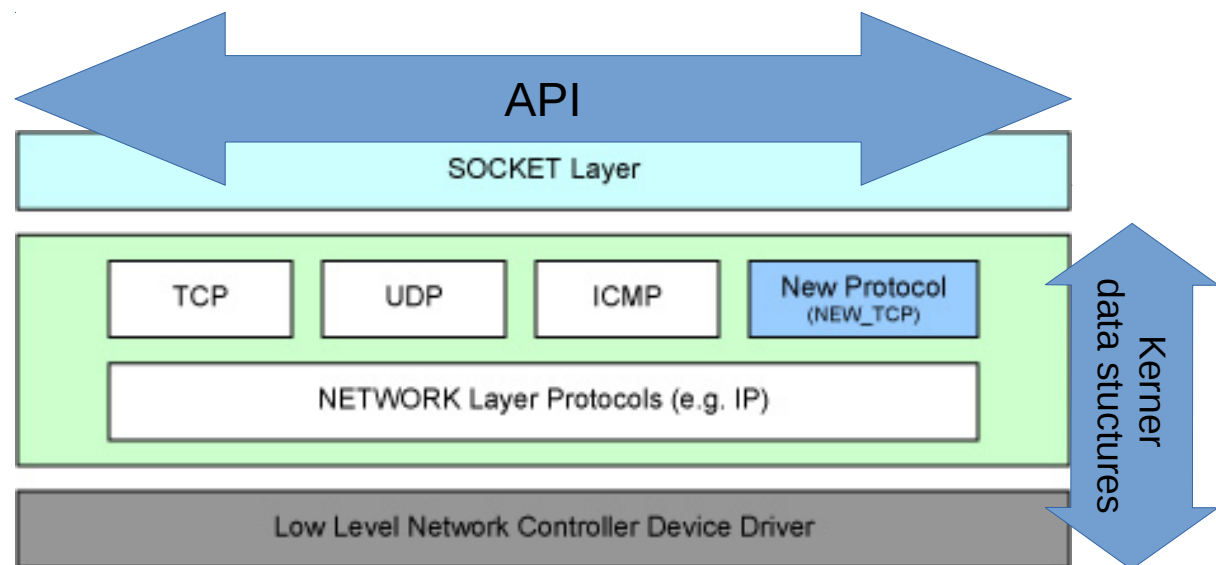 API
SOCKET Layer
TCP
UDP
ICMP
New Protocol
(NEW_TCP)
NETWORK Layer Protocols (e.g. IP)
Low Level Network Controller Device Driver
Kerner
data stuctures